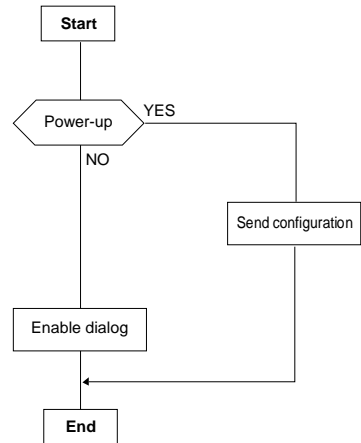 Start
Power-up
YES
NO
Send configuration
Enable dialog
End